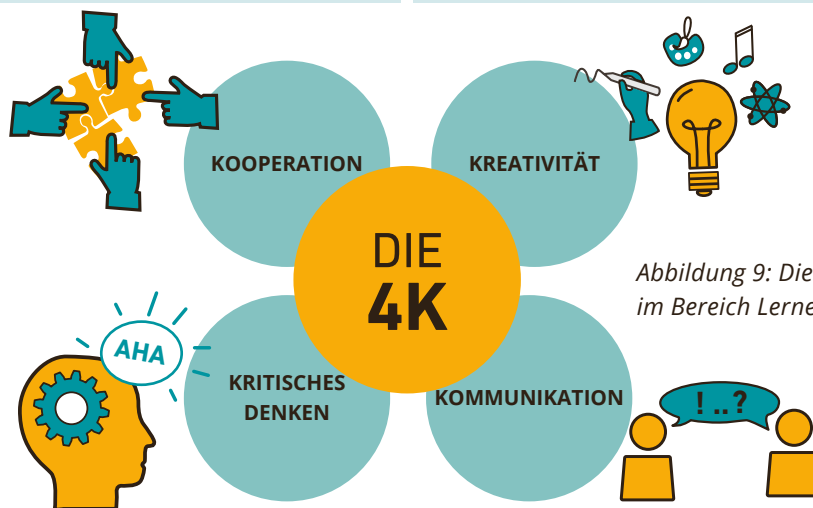 KOOPERATION
KREATIVITÄT
DIE
4K
Abbildung 9: Die
im Bereich Lerne
AHA
KRITISCHES
DENKEN
KOMMUNIKATION
! ..?